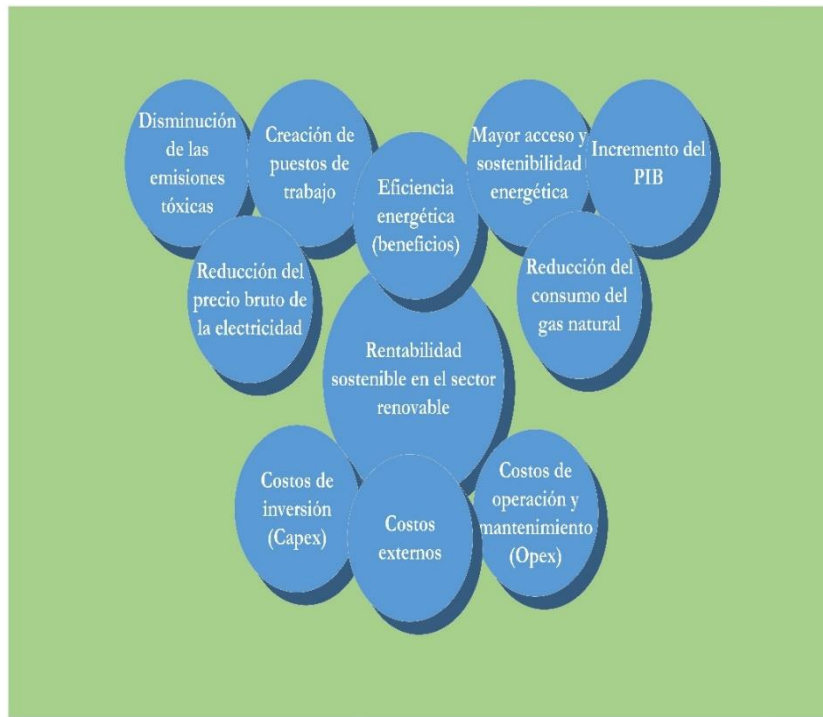 Disminución
de las
emisiones
tóxicas
Creación de
puestos de
trabajo
Eficiencia
energética
(beneficios)
Mayor acceso y
sostenibilidad
energética
Incremento del
PIB
Reducción del
precio bruto de
la electricidad
Reducción del
consumo del
gas natural
Rentabilidad
sostenible en el sector
renovable
Costos de
inversión
(Capex)
Costos
externos
Costos de
operación y
mantenimiento
(Opex)